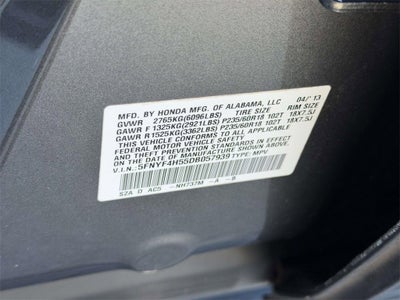 MFD. BY HONDA MFG. OF ALABAMA, LLC 04/'13
GVWR 2765KG(6096LBS) TIRE SIZE RIM SIZE
GAWR F 1325KG(2921LBS) P235/60R18 102T 18X7.5J
GAWR R1525KG(3362LBS) P235/60R18 102T 18X7.5J
THIS VEHICLE CONFORMS TO ALL APPLICABLE
FEDERAL MOTOR VEHICLE SAFETY AND
THEFT PREVENTION STANDARDS IN EFFECT
ON THE DATE OF MANUFACTURE SHOWN ABOVE.
V.I.N.: 5FNYF4H55DB057939 TYPE: MPV
SZA D AC5 NH737M - A - B